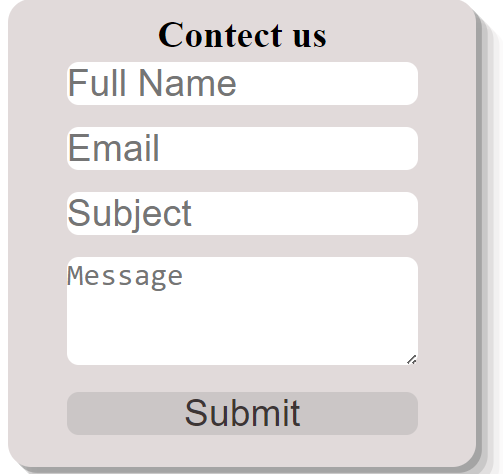 Contect us
Full Name
Email
Subject
Message
Submit